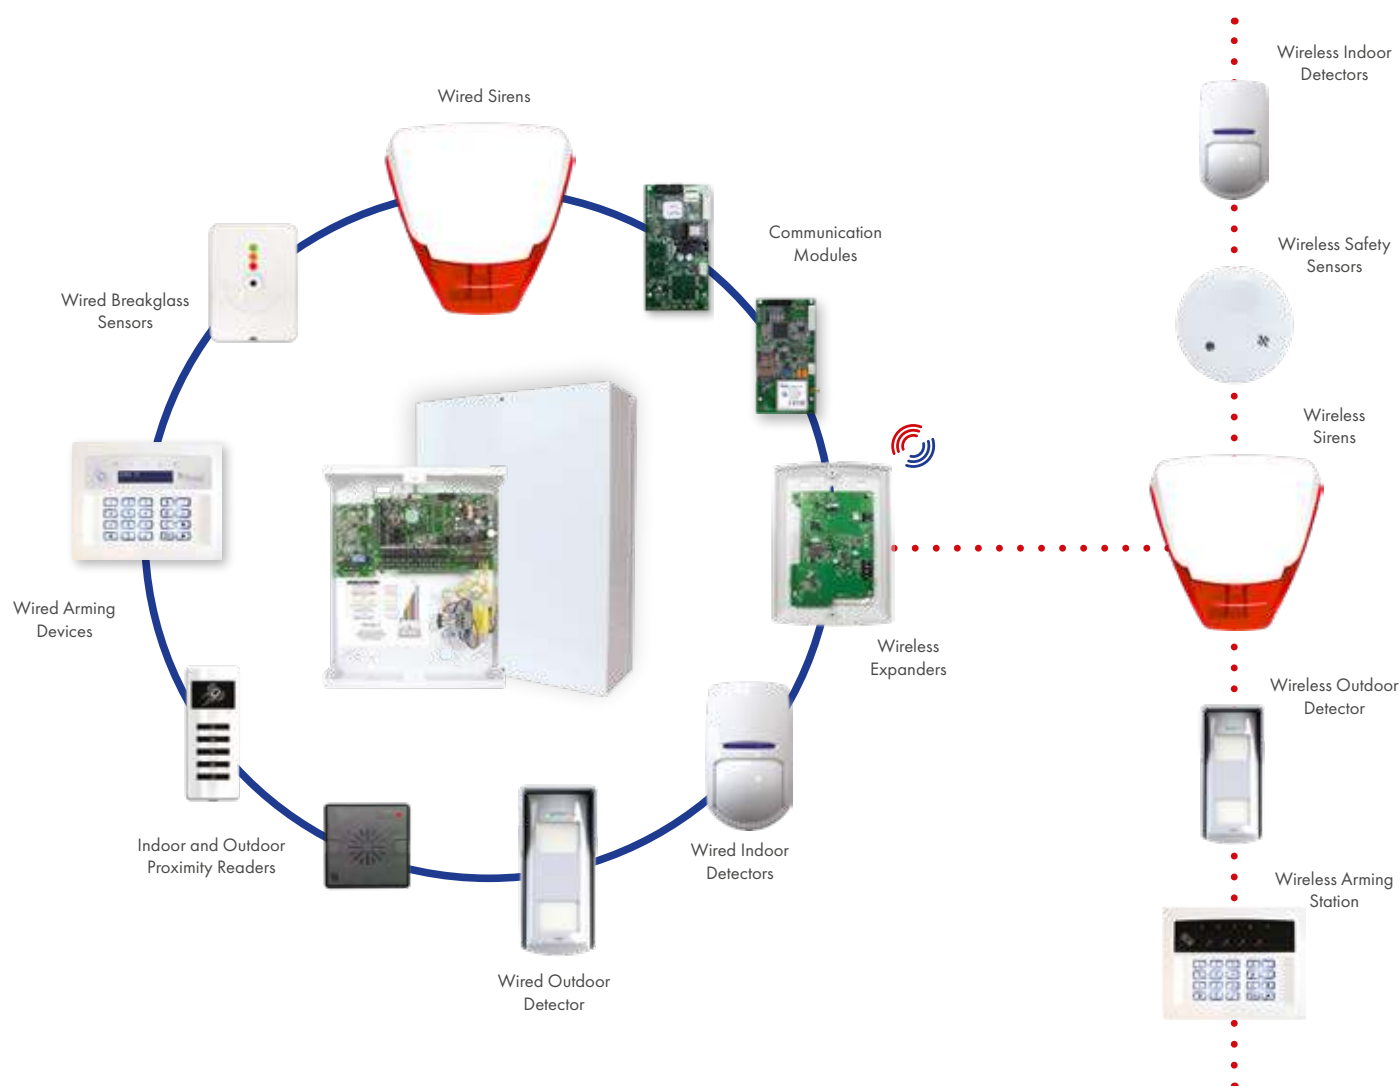 Wireless Indoor
Detectors
Wired Sirens
Communication
Modules
Wireless Safety
Sensors
Wired Breakglass
Sensors
Wireless
Sirens
Wired Arming
Devices
Wireless
Expanders
Wireless Outdoor
Detector
Indoor and Outdoor
Proximity Readers
Wired Indoor
Detectors
Wireless Arming
Station
Wired Outdoor
Detector